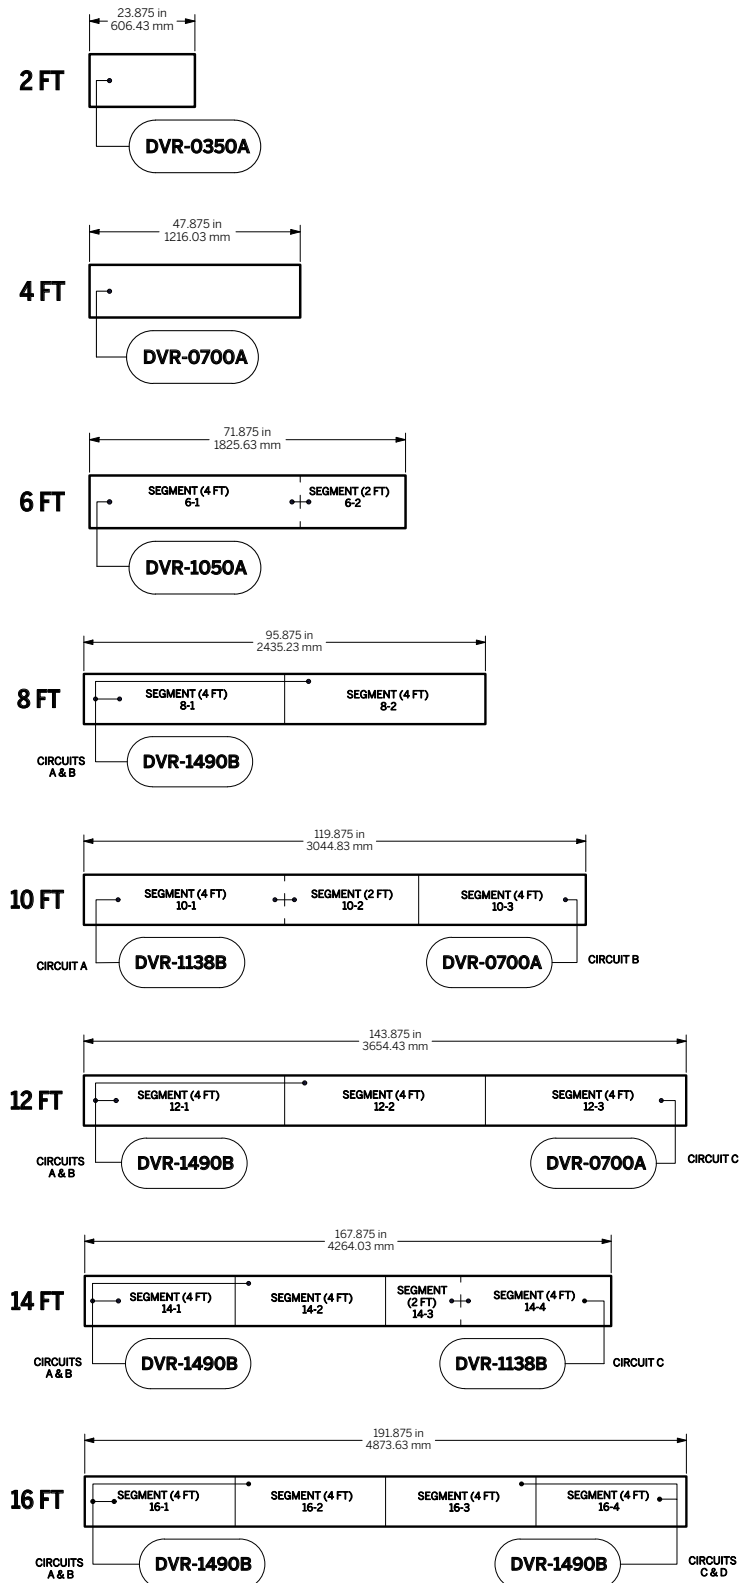 23.875 in
606.43 mm
2 FT
DVR-0350A
47.875 in
1216.03 mm
4 FT
DVR-0700A
71.875 in
1825.63 mm
6 FT
SEGMENT (4 FT)
6-1
SEGMENT (2 FT)
6-2
DVR-1050A
95.875 in
2435.23 mm
8 FT
SEGMENT (4 FT)
8-1
SEGMENT (4 FT)
8-2
CIRCUITS
A & B
DVR-1490B
119.875 in
3044.83 mm
10 FT
SEGMENT (4 FT)
10-1
SEGMENT (2 FT)
10-2
SEGMENT (4 FT)
10-3
CIRCUIT A
DVR-1138B
DVR-0700A
CIRCUIT B
143.875 in
3654.43 mm
12 FT
SEGMENT (4 FT)
12-1
SEGMENT (4 FT)
12-2
SEGMENT (4 FT)
12-3
CIRCUITS
A & B
DVR-1490B
DVR-0700A
CIRCUIT C
167.875 in
4264.03 mm
14 FT
SEGMENT (4 FT)
14-1
SEGMENT (4 FT)
14-2
SEGMENT
(2 FT)
14-3
SEGMENT (4 FT)
14-4
CIRCUITS
A & B
DVR-1490B
DVR-1138B
CIRCUIT C
191.875 in
4873.63 mm
16 FT
SEGMENT (4 FT)
16-1
SEGMENT (4 FT)
16-2
SEGMENT (4 FT)
16-3
SEGMENT (4 FT)
16-4
CIRCUITS
A & B
DVR-1490B
DVR-1490B
CIRCUITS
C & D